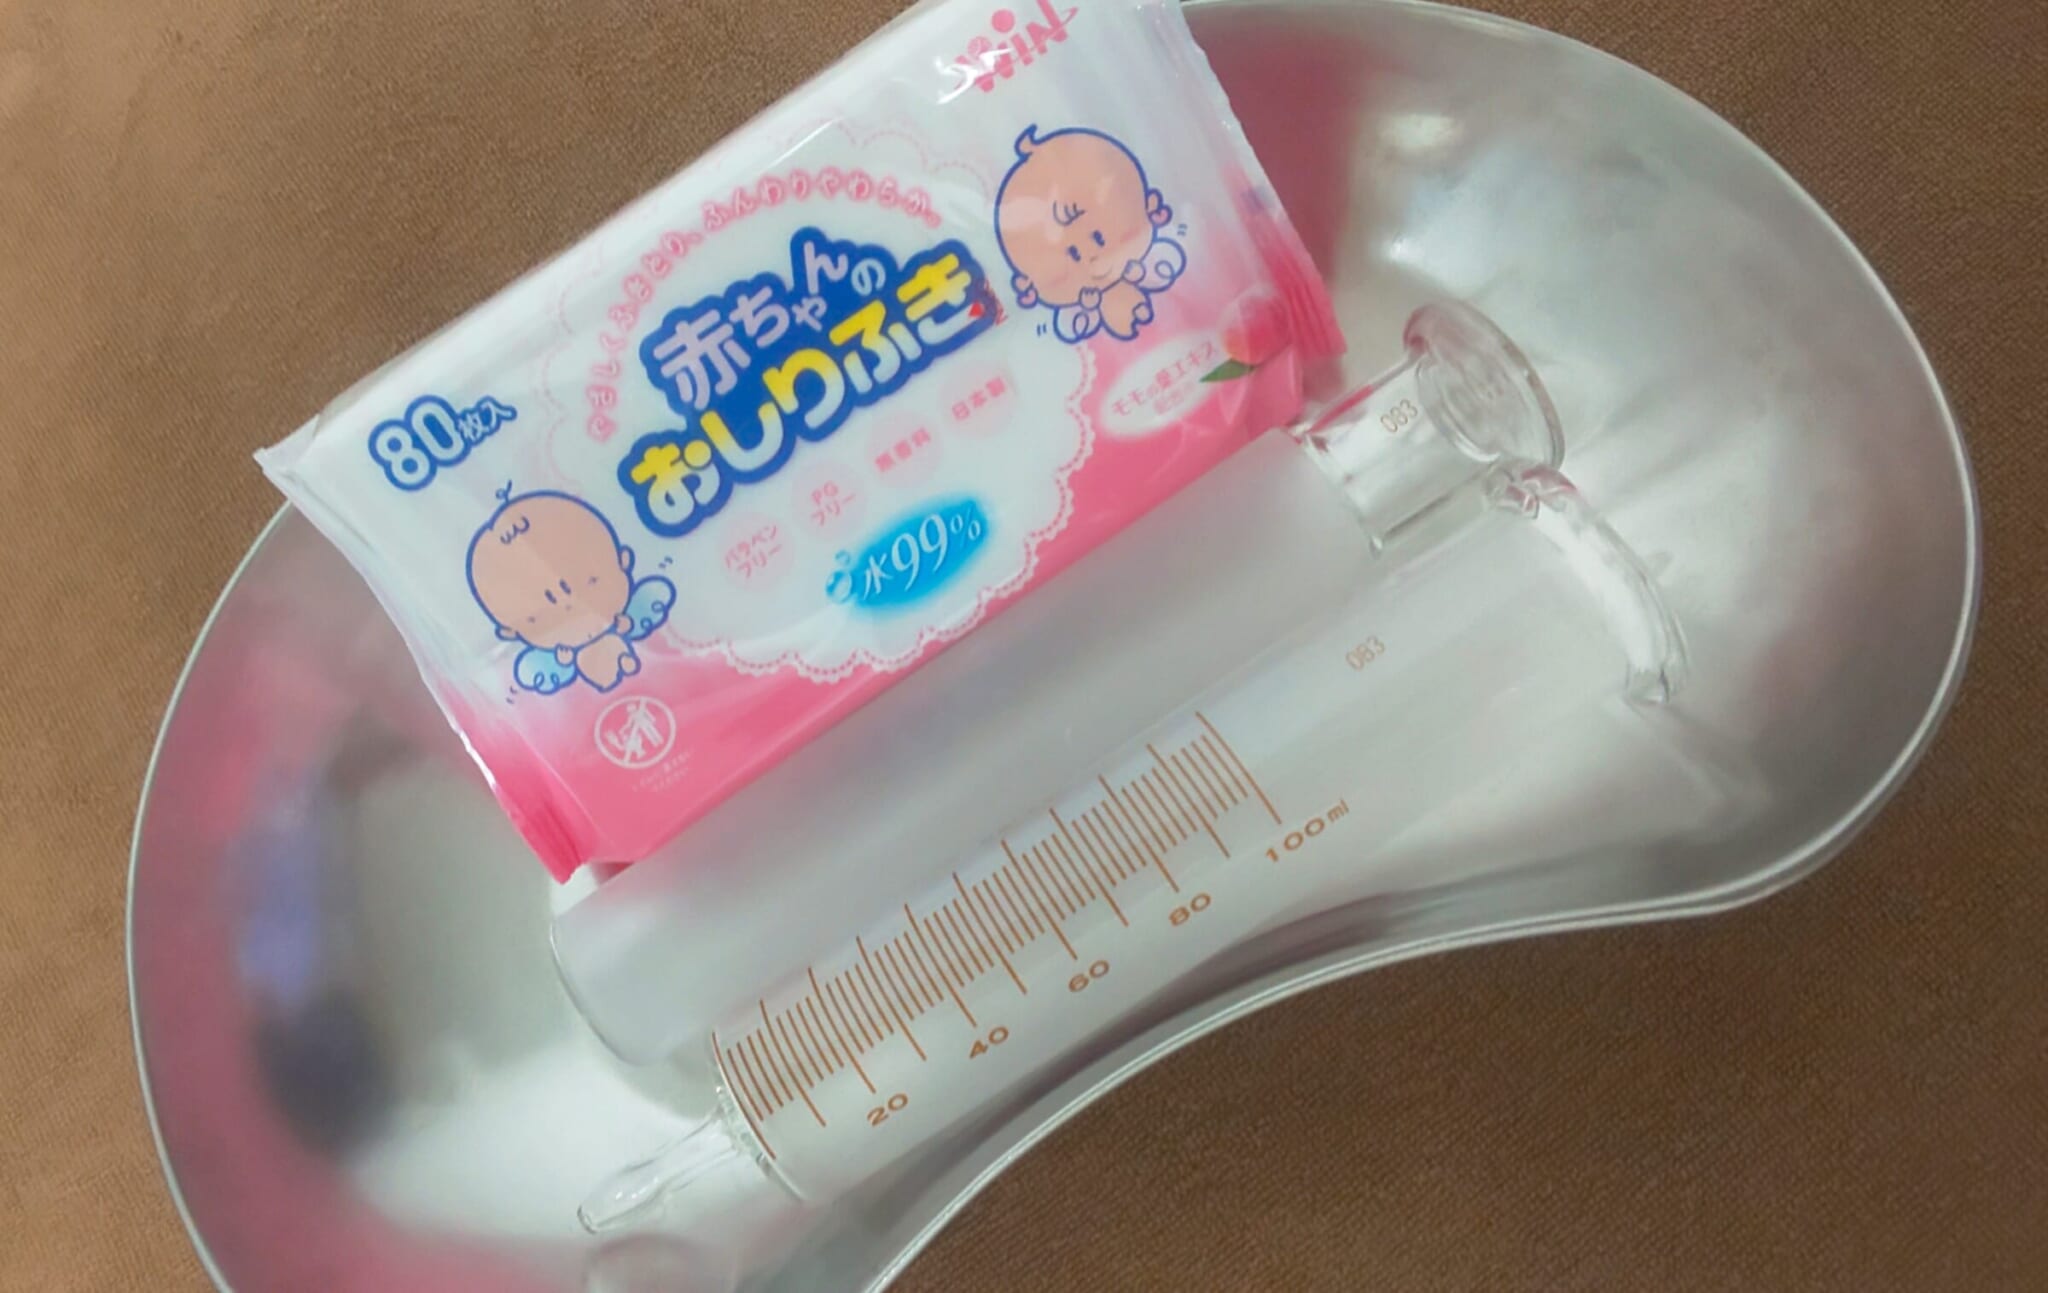 WiN
やさしくふきとり、ふんわりやわらか。
赤ちゃんの
おしりふき
80枚入
パラベン
フリー
PG
フリー
無香料
日本製
水99%
モモの葉エキス
配合
083
083
100ml
80
60
40
20